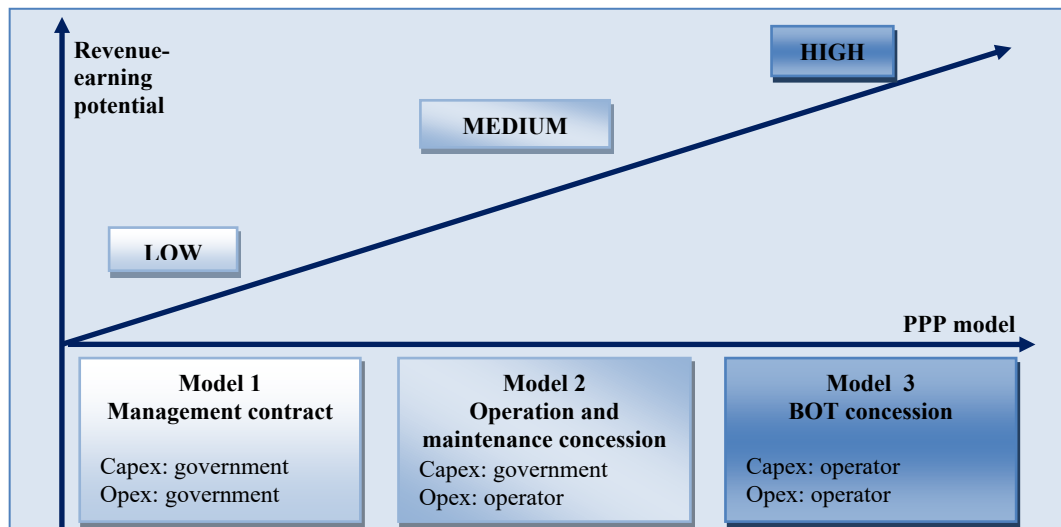 Revenue-
earning
potential
HIGH
MEDIUM
LOW
PPP model
Model 1
Management contract
Capex: government
Opex: government
Model 2
Operation and
maintenance concession
Capex: government
Opex: operator
Model 3
BOT concession
Capex: operator
Opex: operator